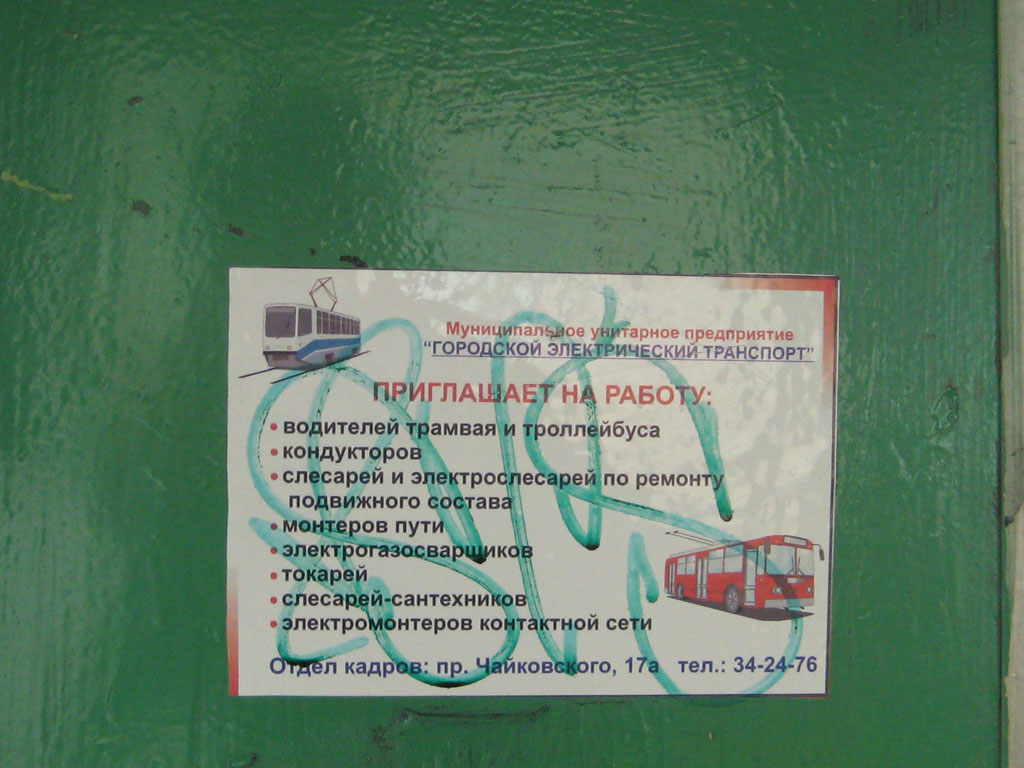 Муниципальное унитарное предприятие
“ГОРОДСКОЙ ЭЛЕКТРИЧЕСКИЙ ТРАНСПОРТ”
ПРИГЛАШАЕТ НА РАБОТУ:
• водителей трамвая и троллейбуса
• кондукторов
• слесарей и электрослесарей по ремонту
подвижного состава
• монтеров пути
• электрогазосварщиков
• токарей
• слесарей-сантехников
• электромонтеров контактной сети
Отдел кадров: пр. Чайковского, 17а тел.: 34-24-76